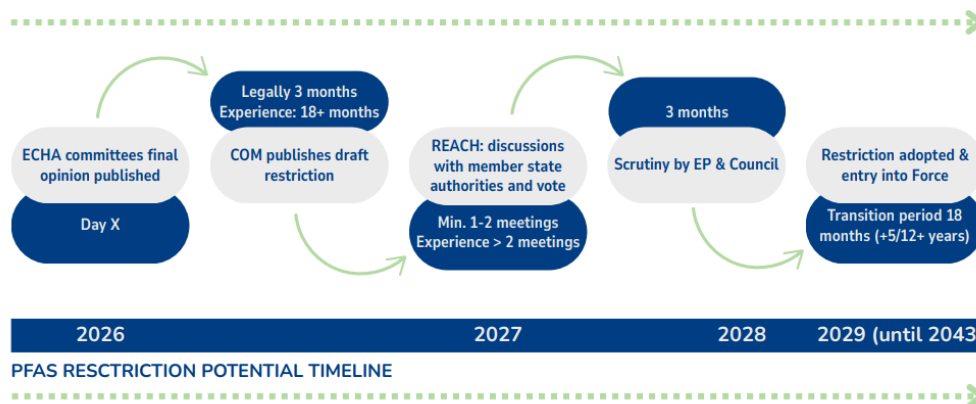 Legally 3 months
Experience: 18+ months
3 months
ECHA committees final
opinion published
COM publishes draft
restriction
REACH: discussions
with member state
authorities and vote
Scrutiny by EP & Council
Restriction adopted &
entry into Force
Day X
Min. 1-2 meetings
Experience > 2 meetings
Transition period 18
months (+5/12+ years)
2026
2027
2028
2029 (until 2043
PFAS RESCTRICTION POTENTIAL TIMELINE